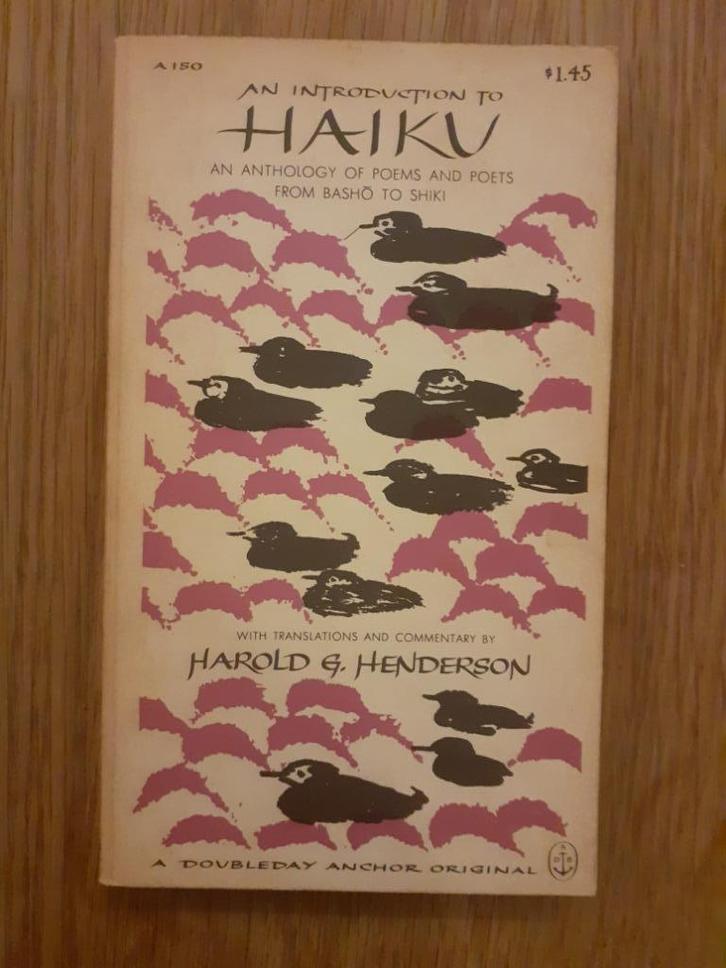 A 150
$1.45
AN INTRODUCTION TO
HAIKU
AN ANTHOLOGY OF POEMS AND POETS
FROM BASHŌ TO SHIKI
WITH TRANSLATIONS AND COMMENTARY BY
HAROLD G. HENDERSON
A DOUBLEDAY ANCHOR ORIGINAL
A
D B